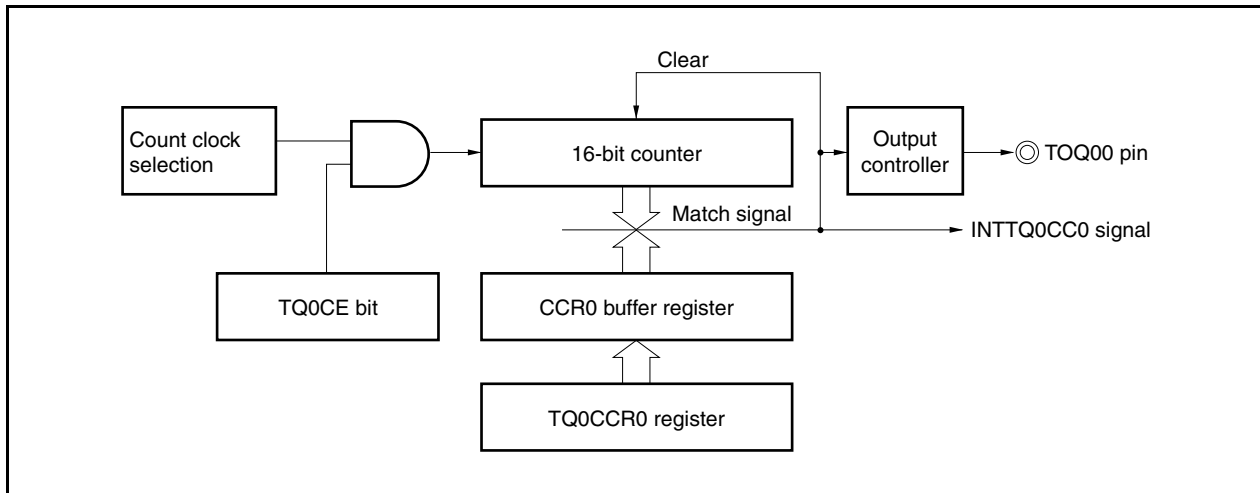 Clear
Count clock
selection
16-bit counter
Output
controller
TOQ00 pin
Match signal
INTTQ0CC0 signal
TQ0CE bit
CCR0 buffer register
TQ0CCR0 register